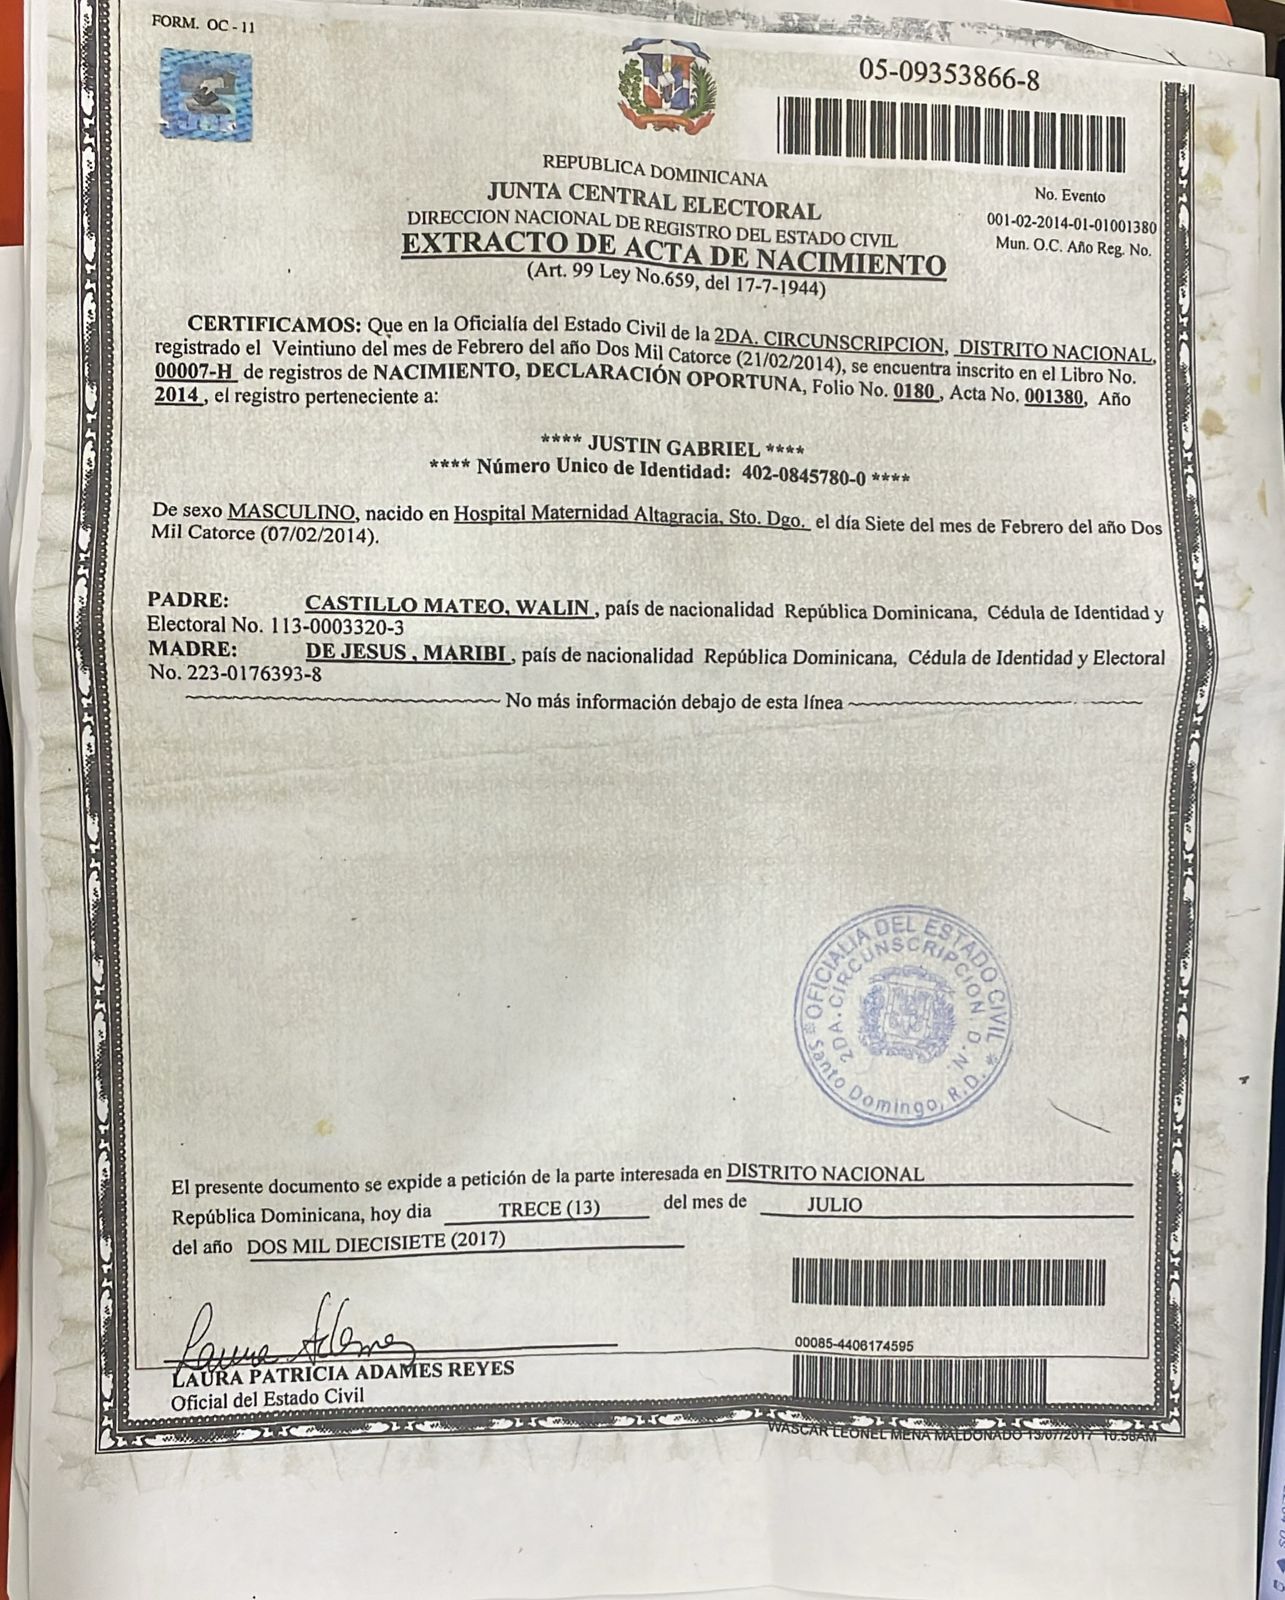 FORM. OC - 11
05-09353866-8
REPUBLICA DOMINICANA
JUNTA CENTRAL ELECTORAL
DIRECCION NACIONAL DE REGISTRO DEL ESTADO CIVIL
EXTRACTO DE ACTA DE NACIMIENTO
(Art. 99 Ley No.659, del 17-7-1944)
No. Evento
001-02-2014-01-01001380
Mun. O.C. Año Reg. No.
CERTIFICAMOS: Que en la Oficialía del Estado Civil de la 2DA. CIRCUNSCRIPCION, DISTRITO NACIONAL,
registrado el Veintiuno del mes de Febrero del año Dos Mil Catorce (21/02/2014), se encuentra inscrito en el Libro No.
00007-H de registros de NACIMIENTO, DECLARACIÓN OPORTUNA, Folio No. 0180 , Acta No. 001380, Año
2014 , el registro perteneciente a:
**** JUSTIN GABRIEL ****
**** Número Unico de Identidad: 402-0845780-0 ****
De sexo MASCULINO, nacido en Hospital Maternidad Altagracia, Sto. Dgo. el día Siete del mes de Febrero del año Dos
Mil Catorce (07/02/2014).
PADRE: CASTILLO MATEO, WALIN , país de nacionalidad República Dominicana, Cédula de Identidad y
Electoral No. 113-0003320-3
MADRE: DE JESUS , MARIBI , país de nacionalidad República Dominicana, Cédula de Identidad y Electoral
No. 223-0176393-8
No más información debajo de esta línea
OFICIALIA DEL ESTADO CIVIL
2DA. CIRCUNSCRIPCION D.N.
Santo Domingo, R.D.
El presente documento se expide a petición de la parte interesada en DISTRITO NACIONAL
República Dominicana, hoy dia TRECE (13) del mes de JULIO
del año DOS MIL DIECISIETE (2017)
Laura Adames
LAURA PATRICIA ADAMES REYES
Oficial del Estado Civil
00085-4406174595
WASCAR LEONEL MENA MALDONADO 13/07/2017 10:58AM